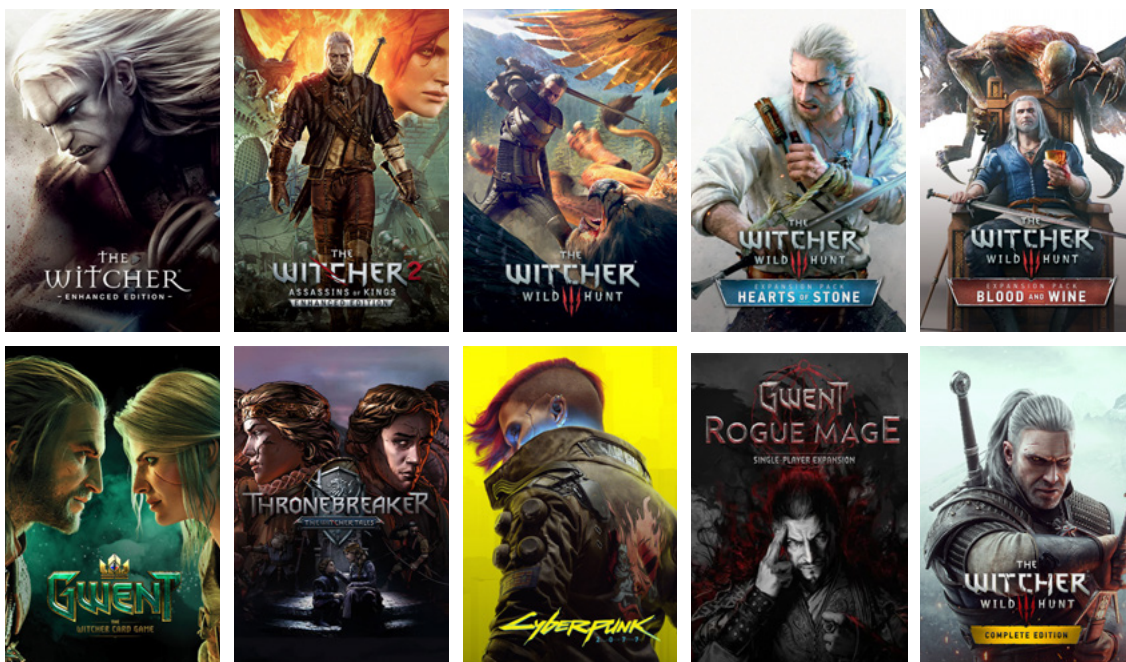 THE
WITCHER
- ENHANCED EDITION -
THE
WITCHER 2
ASSASSINS OF KINGS
ENHANCED EDITION
THE
WITCHER
WILD HUNT
THE
WITCHER
WILD HUNT
EXPANSION PACK
HEARTS OF STONE
THE
WITCHER
WILD HUNT
EXPANSION PACK
BLOOD AND WINE
GWENT
THE
WITCHER CARD GAME
THRONEBREAKER
THE WITCHER TALES
CYBERPUNK
2077
GWENT
ROGUE MAGE
SINGLE-PLAYER EXPANSION
THE
WITCHER
WILD HUNT
COMPLETE EDITION